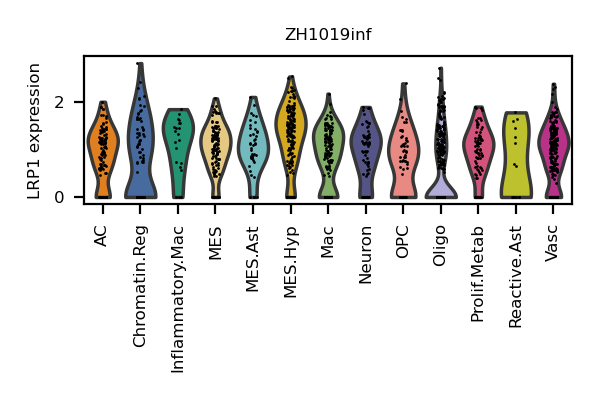 ZH1019inf
LRP1 expression
2
0
AC
Chromatin.Reg
Inflammatory.Mac
MES
MES.Ast
MES.Hyp
Mac
Neuron
OPC
Oligo
Prolif.Metab
Reactive.Ast
Vasc